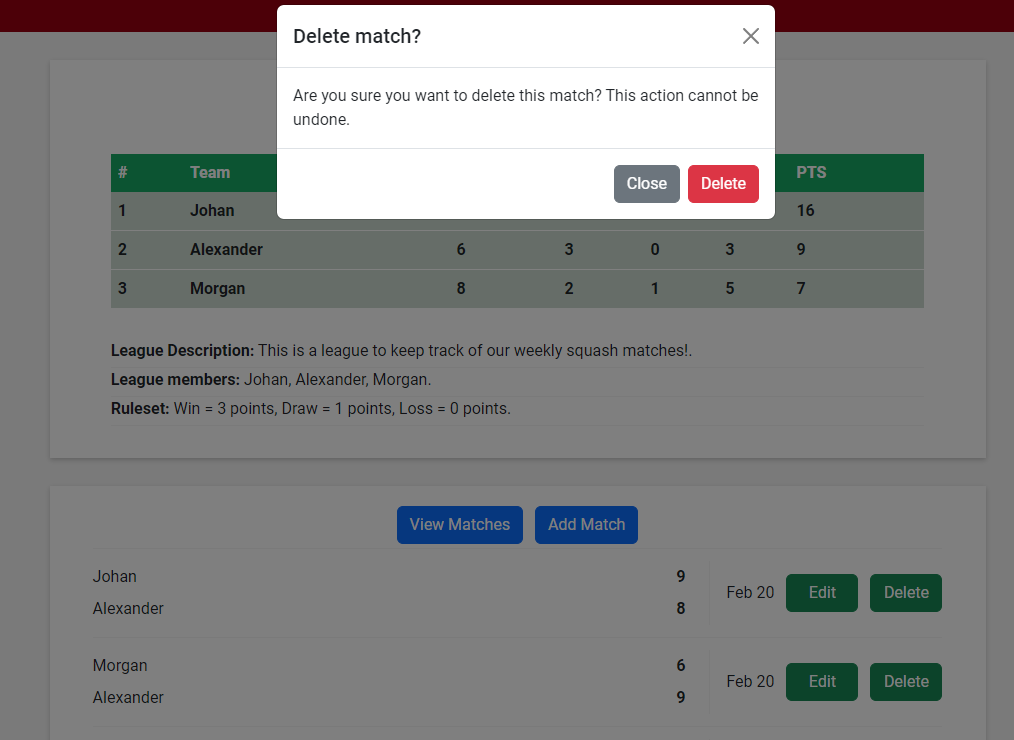 Delete match?
Are you sure you want to delete this match? This action cannot be
undone.
Close Delete
# Team PTS
1 Johan 16
2 Alexander 6 3 0 3 9
3 Morgan 8 2 1 5 7
League Description: This is a league to keep track of our weekly squash matches!.
League members: Johan, Alexander, Morgan.
Ruleset: Win = 3 points, Draw = 1 points, Loss = 0 points.
View Matches Add Match
Johan 9
Feb 20 Edit Delete
Alexander 8
Morgan 6
Feb 20 Edit Delete
Alexander 9